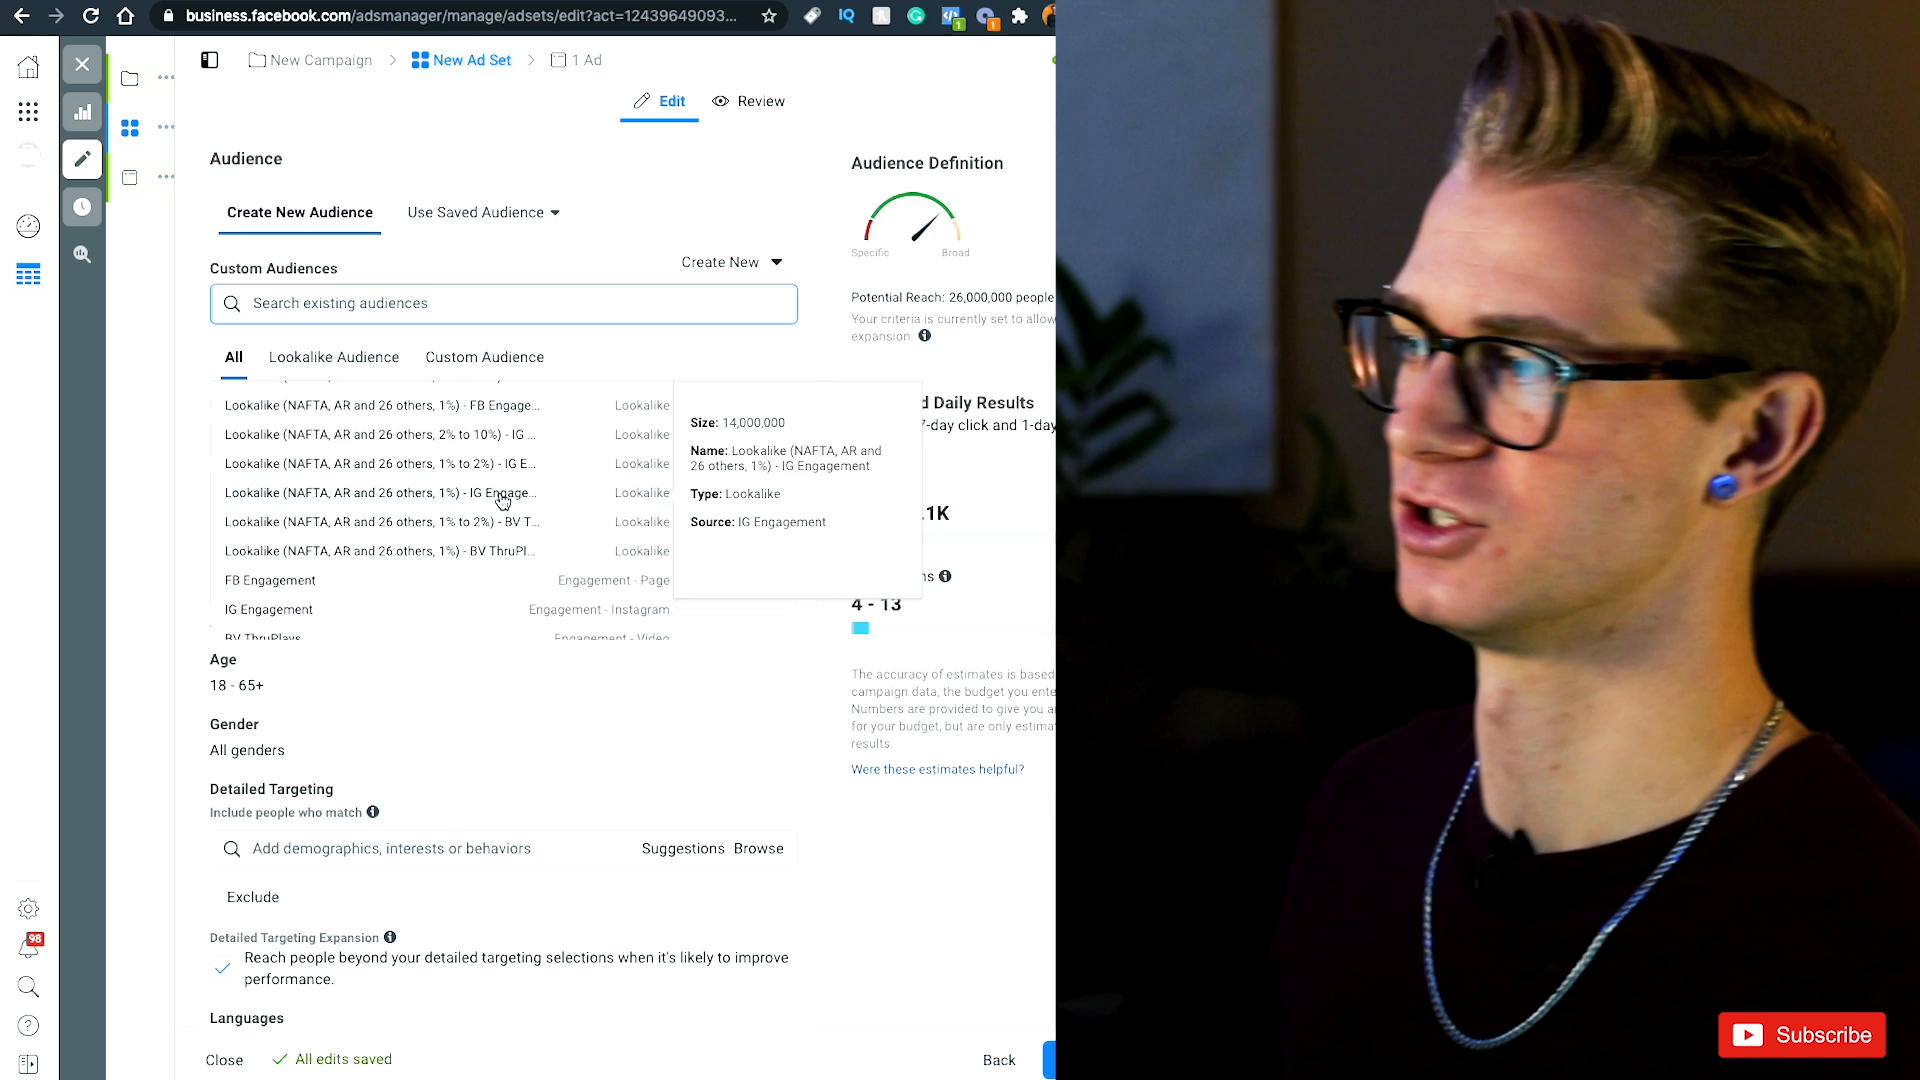 business.facebook.com/adsmanager/manage/adsets/edit?act=12439649093...
IQ
1
1
New Campaign > New Ad Set > 1 Ad
Edit
Review
Audience
Create New Audience
Use Saved Audience
Custom Audiences
Create New
Search existing audiences
All
Lookalike Audience
Custom Audience
Lookalike (NAFTA, AR and 26 others, 1%) - FB Engage... Lookalike
Lookalike (NAFTA, AR and 26 others, 2% to 10%) - IG ... Lookalike
Lookalike (NAFTA, AR and 26 others, 1% to 2%) - IG E... Lookalike
Lookalike (NAFTA, AR and 26 others, 1%) - IG Engage... Lookalike
Lookalike (NAFTA, AR and 26 others, 1% to 2%) - BV T... Lookalike
Lookalike (NAFTA, AR and 26 others, 1%) - BV ThruPl... Lookalike
FB Engagement Engagement - Page
IG Engagement Engagement - Instagram
BV ThruPlays Engagement - Video
Size: 14,000,000
Name: Lookalike (NAFTA, AR and
26 others, 1%) - IG Engagement
Type: Lookalike
Source: IG Engagement
Age
18 - 65+
Gender
All genders
Detailed Targeting
Include people who match
Add demographics, interests or behaviors
Suggestions
Browse
Exclude
Detailed Targeting Expansion
Reach people beyond your detailed targeting selections when it's likely to improve
performance.
Languages
Close
All edits saved
Back
Audience Definition
Specific
Broad
Potential Reach: 26,000,000 people
Your criteria is currently set to allow
expansion.
d Daily Results
7-day click and 1-day
.1K
ns
4 - 13
The accuracy of estimates is based
campaign data, the budget you ente
Numbers are provided to give you a
for your budget, but are only estima
results.
Were these estimates helpful?
98
Subscribe